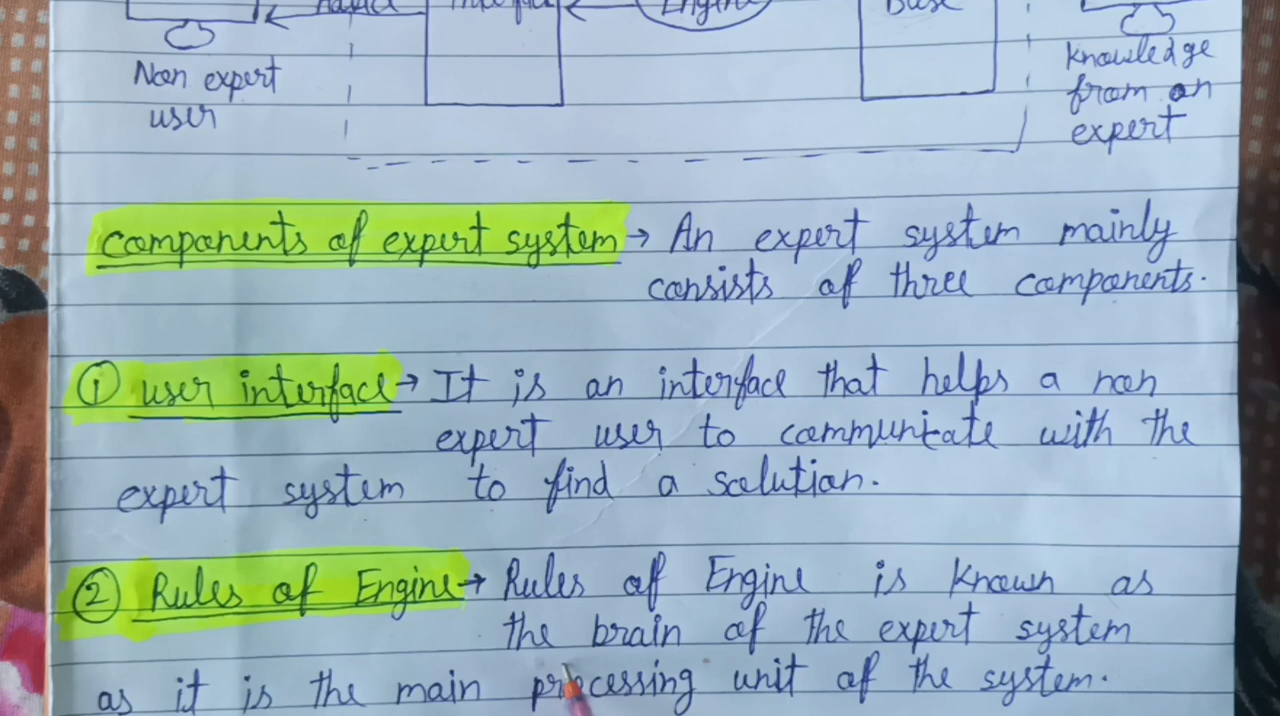 Engine
Base
Non expert
user
Knowledge
from an
expert
Components of expert system → An expert system mainly
consists of three components.
① user interface → It is an interface that helps a non
expert user to communicate with the
expert system to find a solution.
② Rules of Engine → Rules of Engine is known as
the brain of the expert system
as it is the main processing unit of the system.